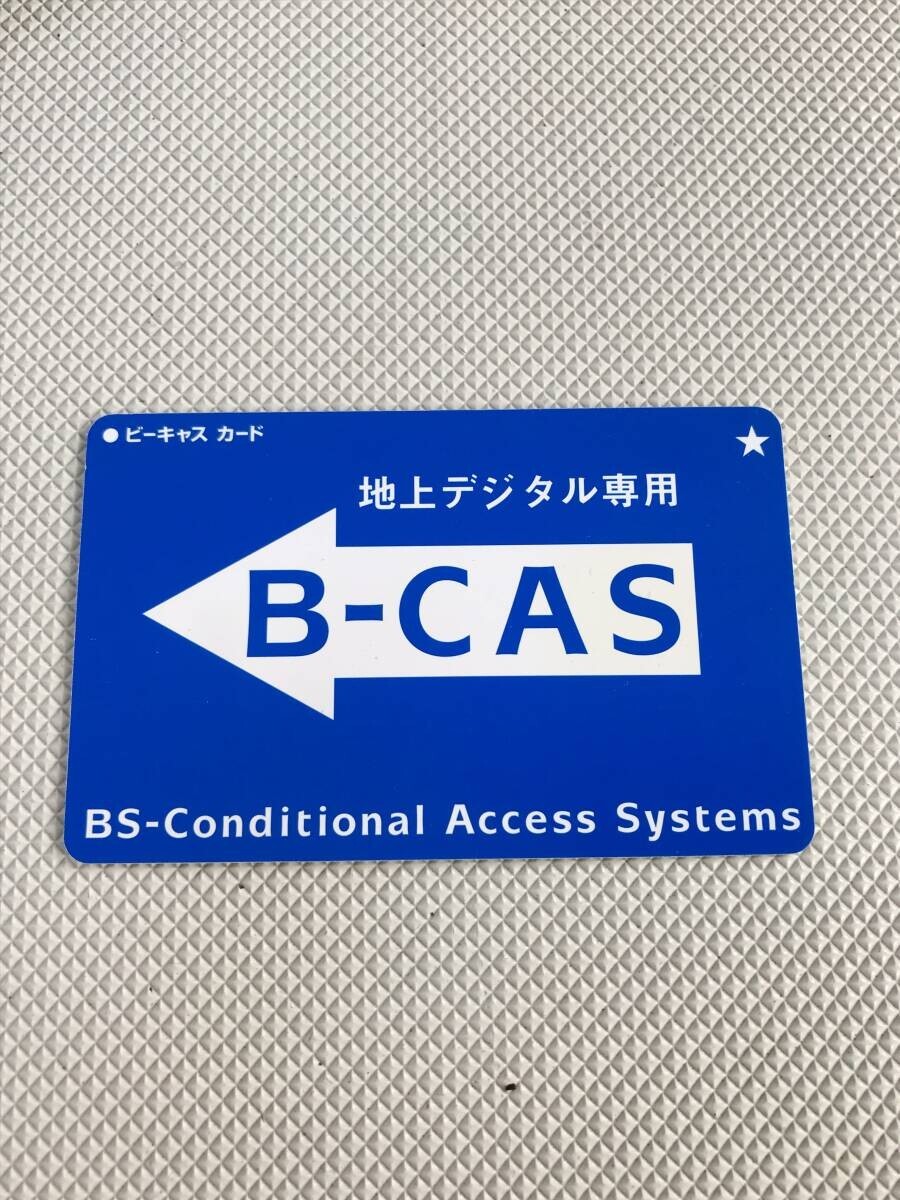 ● ビーキャス カード ★
地上デジタル専用
B-CAS
BS-Conditional Access Systems